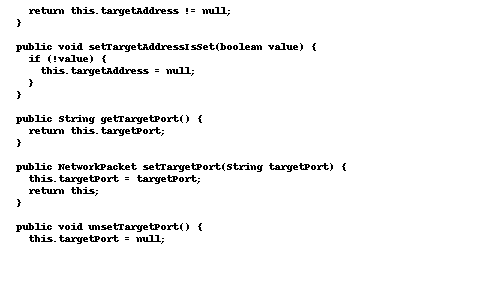 return this.targetAddress != null;
}
public void setTargetAddressIsSet(boolean value) {
if (!value) {
this.targetAddress = null;
}
}
public String getTargetPort() {
return this.targetPort;
}
public NetworkPacket setTargetPort(String targetPort) {
this.targetPort = targetPort;
return this;
}
public void unsetTargetPort() {
this.targetPort = null;